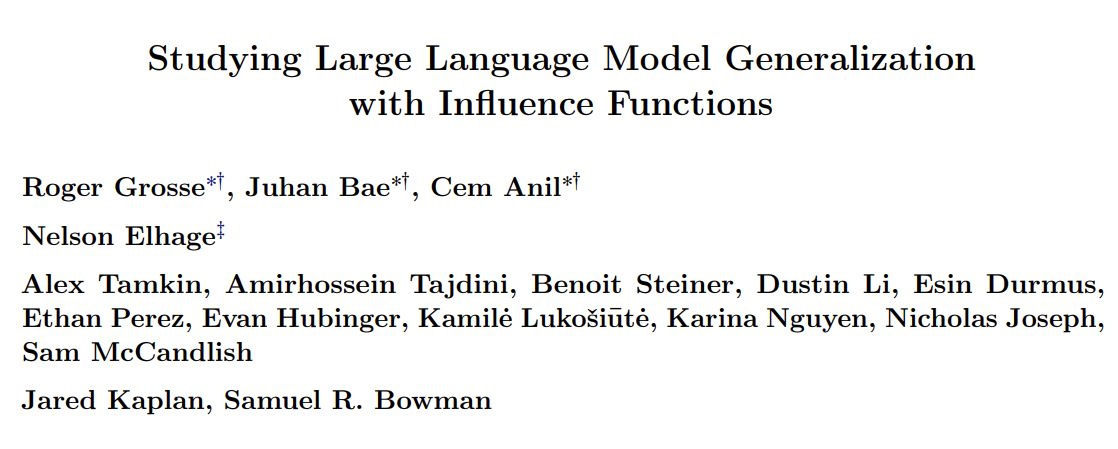 Studying Large Language Model Generalization
with Influence Functions
Roger Grosse*†, Juhan Bae*†, Cem Anil*†
Nelson Elhage‡
Alex Tamkin, Amirhossein Tajdini, Benoit Steiner, Dustin Li, Esin Durmus,
Ethan Perez, Evan Hubinger, Kamilė Lukošiūtė, Karina Nguyen, Nicholas Joseph,
Sam McCandlish
Jared Kaplan, Samuel R. Bowman